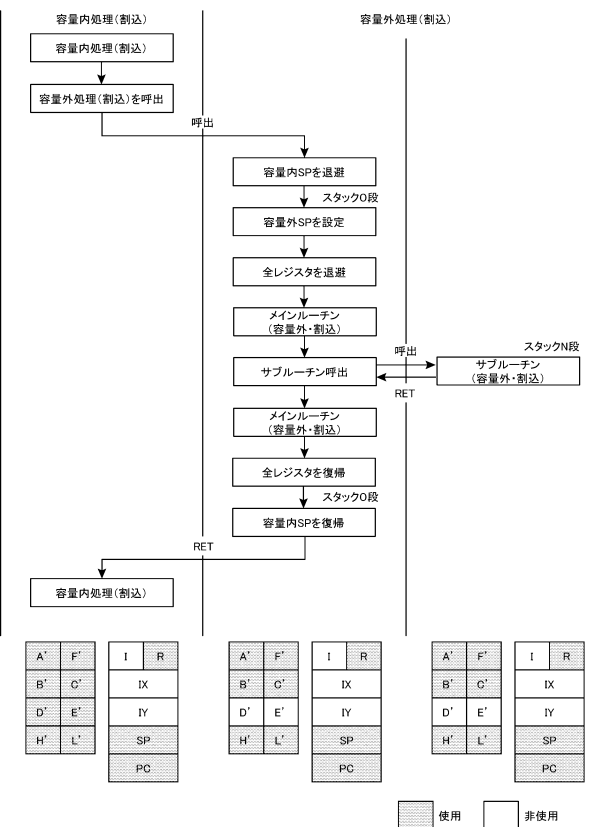 容量内処理(割込)
容量外処理(割込)
容量内処理(割込)
容量外処理(割込)を呼出
呼出
容量内SPを退避
スタック0段
容量外SPを設定
全レジスタを退避
メインルーチン
(容量外・割込)
サブルーチン呼出
呼出
RET
スタックN段
サブルーチン
(容量外・割込)
メインルーチン
(容量外・割込)
全レジスタを復帰
スタック0段
容量内SPを復帰
RET
容量内処理(割込)
A' F' I R
B' C' IX
D' E' IY
H' L' SP
PC
A' F' I R
B' C' IX
D' E' IY
H' L' SP
PC
A' F' I R
B' C' IX
D' E' IY
H' L' SP
PC
使用
非使用